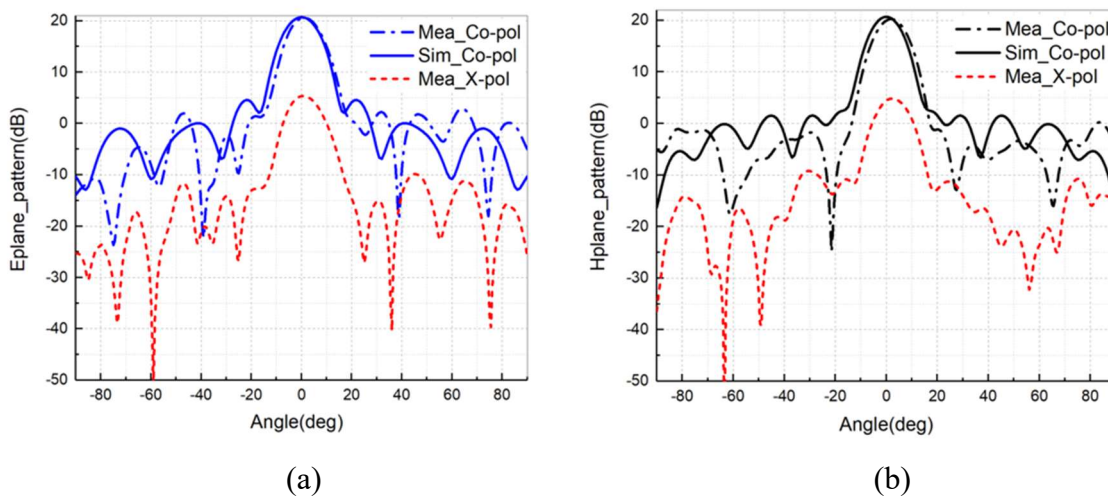 20
10
0
-10
-20
-30
-40
-50
Eplane_pattern(dB)
Mea_Co-pol
Sim_Co-pol
Mea_X-pol
-80 -60 -40 -20 0 20 40 60 80
Angle(deg)
(a)
20
10
0
-10
-20
-30
-40
-50
Hplane_pattern(dB)
Mea_Co-pol
Sim_Co-pol
Mea_X-pol
-80 -60 -40 -20 0 20 40 60 80
Angle(deg)
(b)